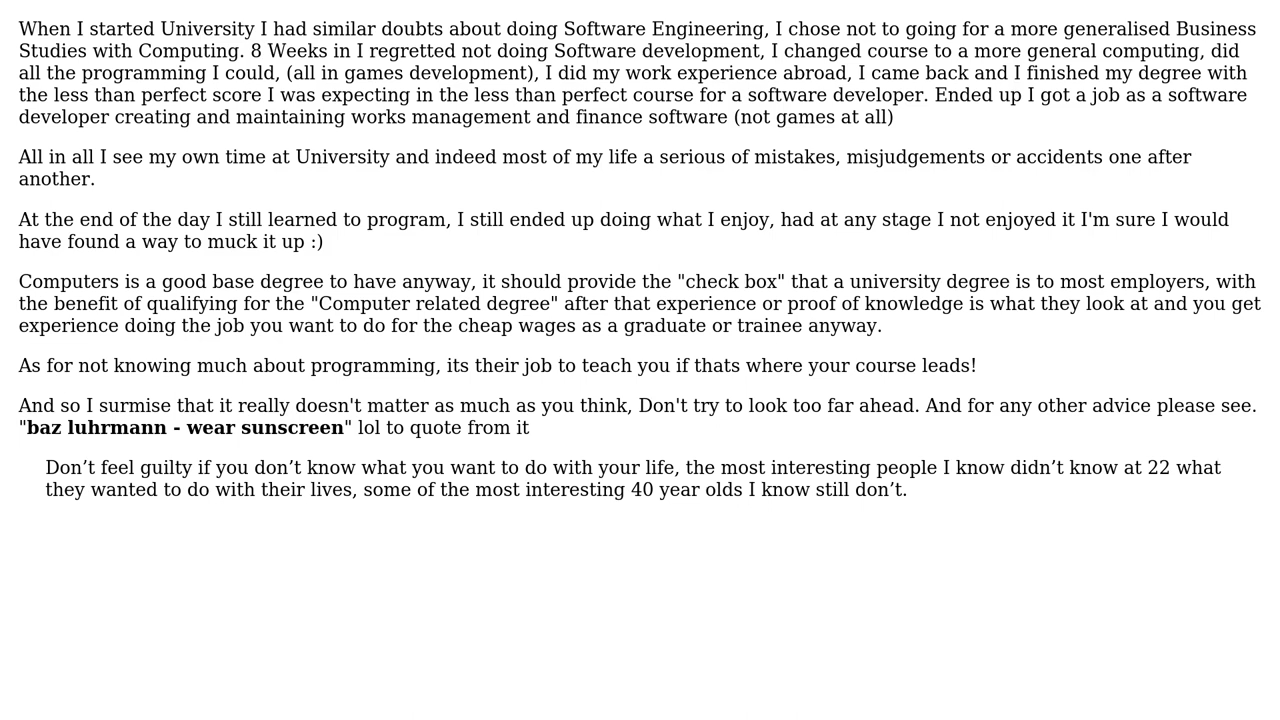 When I started University I had similar doubts about doing Software Engineering, I chose not to going for a more generalised Business
Studies with Computing. 8 Weeks in I regretted not doing Software development, I changed course to a more general computing, did
all the programming I could, (all in games development), I did my work experience abroad, I came back and I finished my degree with
the less than perfect score I was expecting in the less than perfect course for a software developer. Ended up I got a job as a software
developer creating and maintaining works management and finance software (not games at all)
All in all I see my own time at University and indeed most of my life a serious of mistakes, misjudgements or accidents one after
another.
At the end of the day I still learned to program, I still ended up doing what I enjoy, had at any stage I not enjoyed it I'm sure I would
have found a way to muck it up :)
Computers is a good base degree to have anyway, it should provide the "check box" that a university degree is to most employers, with
the benefit of qualifying for the "Computer related degree" after that experience or proof of knowledge is what they look at and you get
experience doing the job you want to do for the cheap wages as a graduate or trainee anyway.
As for not knowing much about programming, its their job to teach you if thats where your course leads!
And so I surmise that it really doesn't matter as much as you think, Don't try to look too far ahead. And for any other advice please see.
"baz luhrmann - wear sunscreen" lol to quote from it
Don’t feel guilty if you don’t know what you want to do with your life, the most interesting people I know didn’t know at 22 what
they wanted to do with their lives, some of the most interesting 40 year olds I know still don’t.